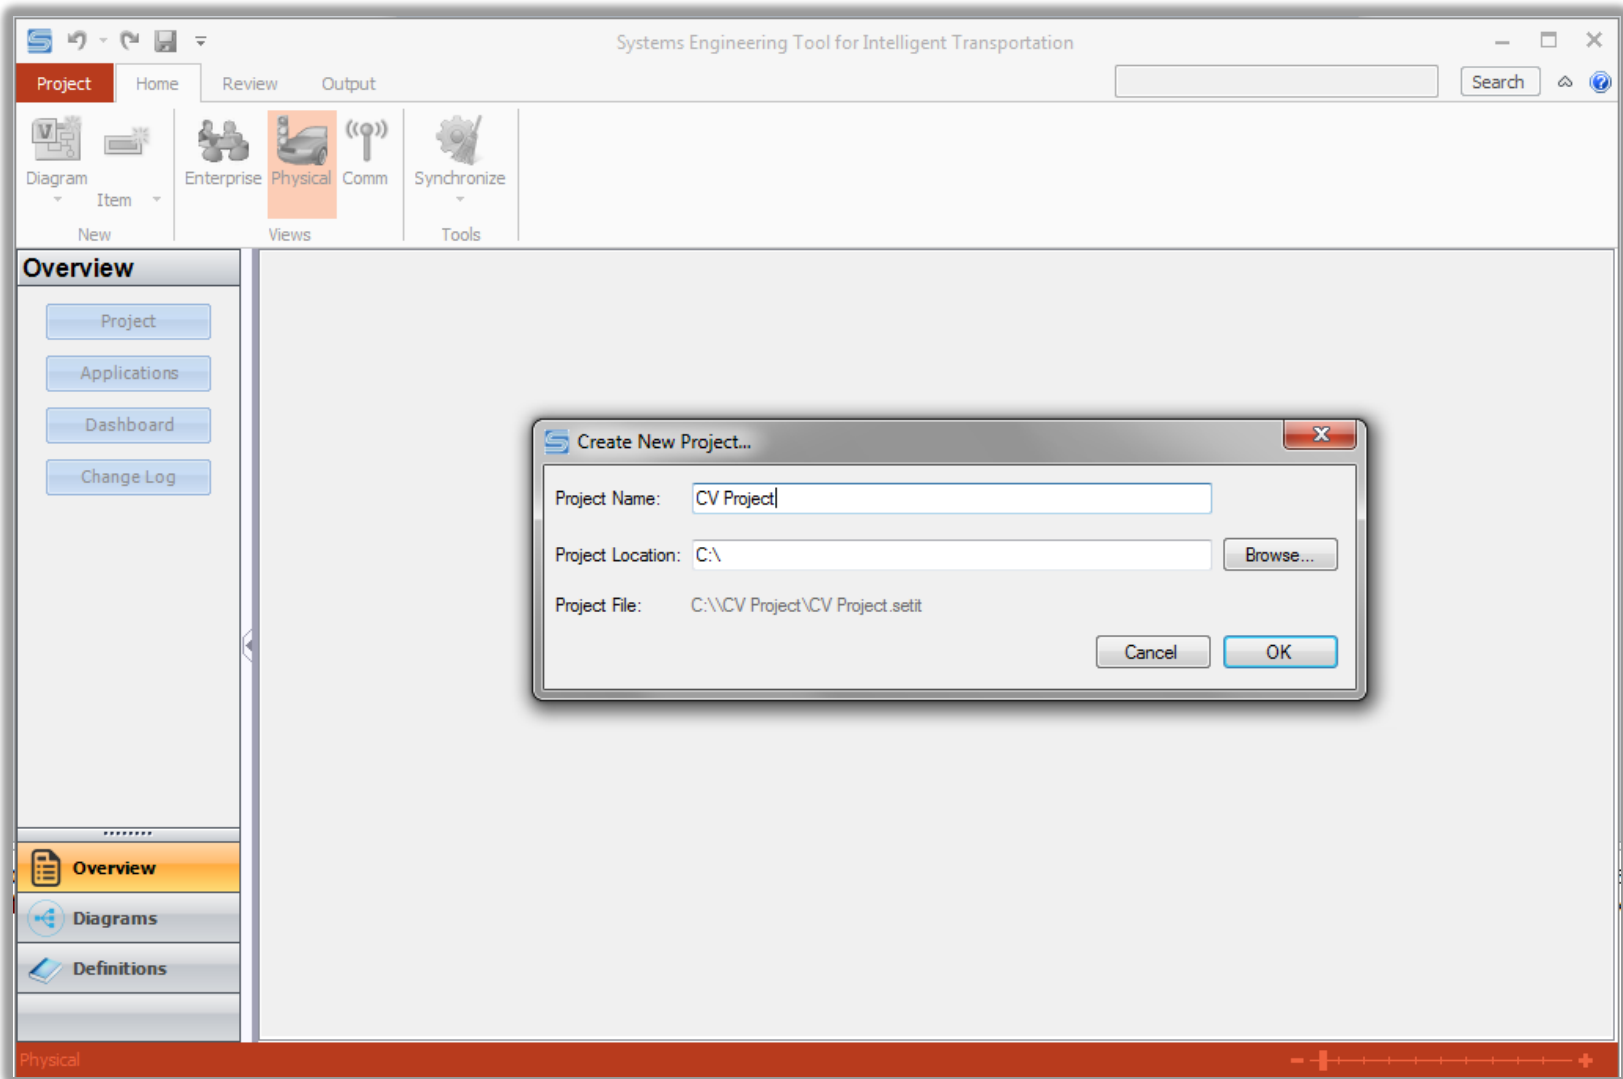 Systems Engineering Tool for Intelligent Transportation
Project Home Review Output Search
Diagram Item Enterprise Physical Comm Synchronize
New Views Tools
Overview
Project
Applications
Dashboard
Change Log
Create New Project...
Project Name: CV Project
Project Location: C:\ Browse...
Project File: C:\\CV Project\CV Project.setit
Cancel OK
Overview
Diagrams
Definitions
Physical